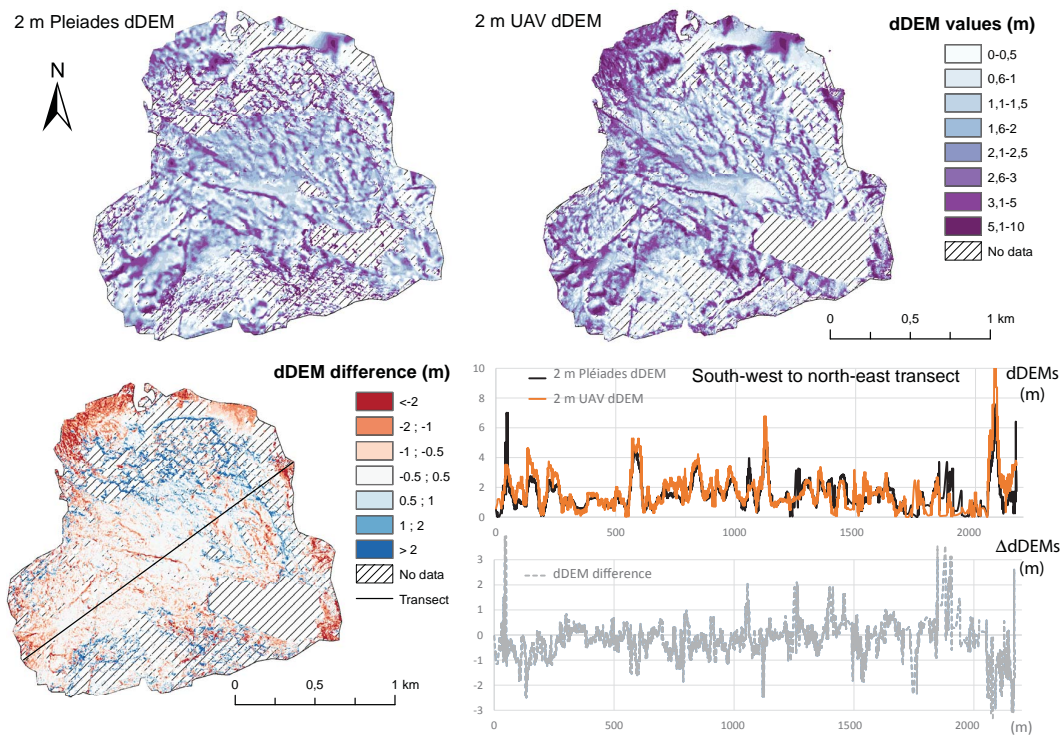 2 m Pleiades dDEM
2 m UAV dDEM
dDEM values (m)
N
0-0,5
0,6-1
1,1-1,5
1,6-2
2,1-2,5
2,6-3
3,1-5
5,1-10
No data
0 0,5 1 km
dDEM difference (m)
<-2
-2 ; -1
-1 ; -0.5
-0.5 ; 0.5
0.5 ; 1
1 ; 2
> 2
No data
Transect
0 0,5 1 km
2 m Pléiades dDEM
2 m UAV dDEM
South-west to north-east transect
dDEMs
(m)
10
8
6
4
2
0
0 500 1000 1500 2000
ΔdDEMs
(m)
dDEM difference
3
2
1
0
-1
-2
-3
0 500 1000 1500 2000 (m)